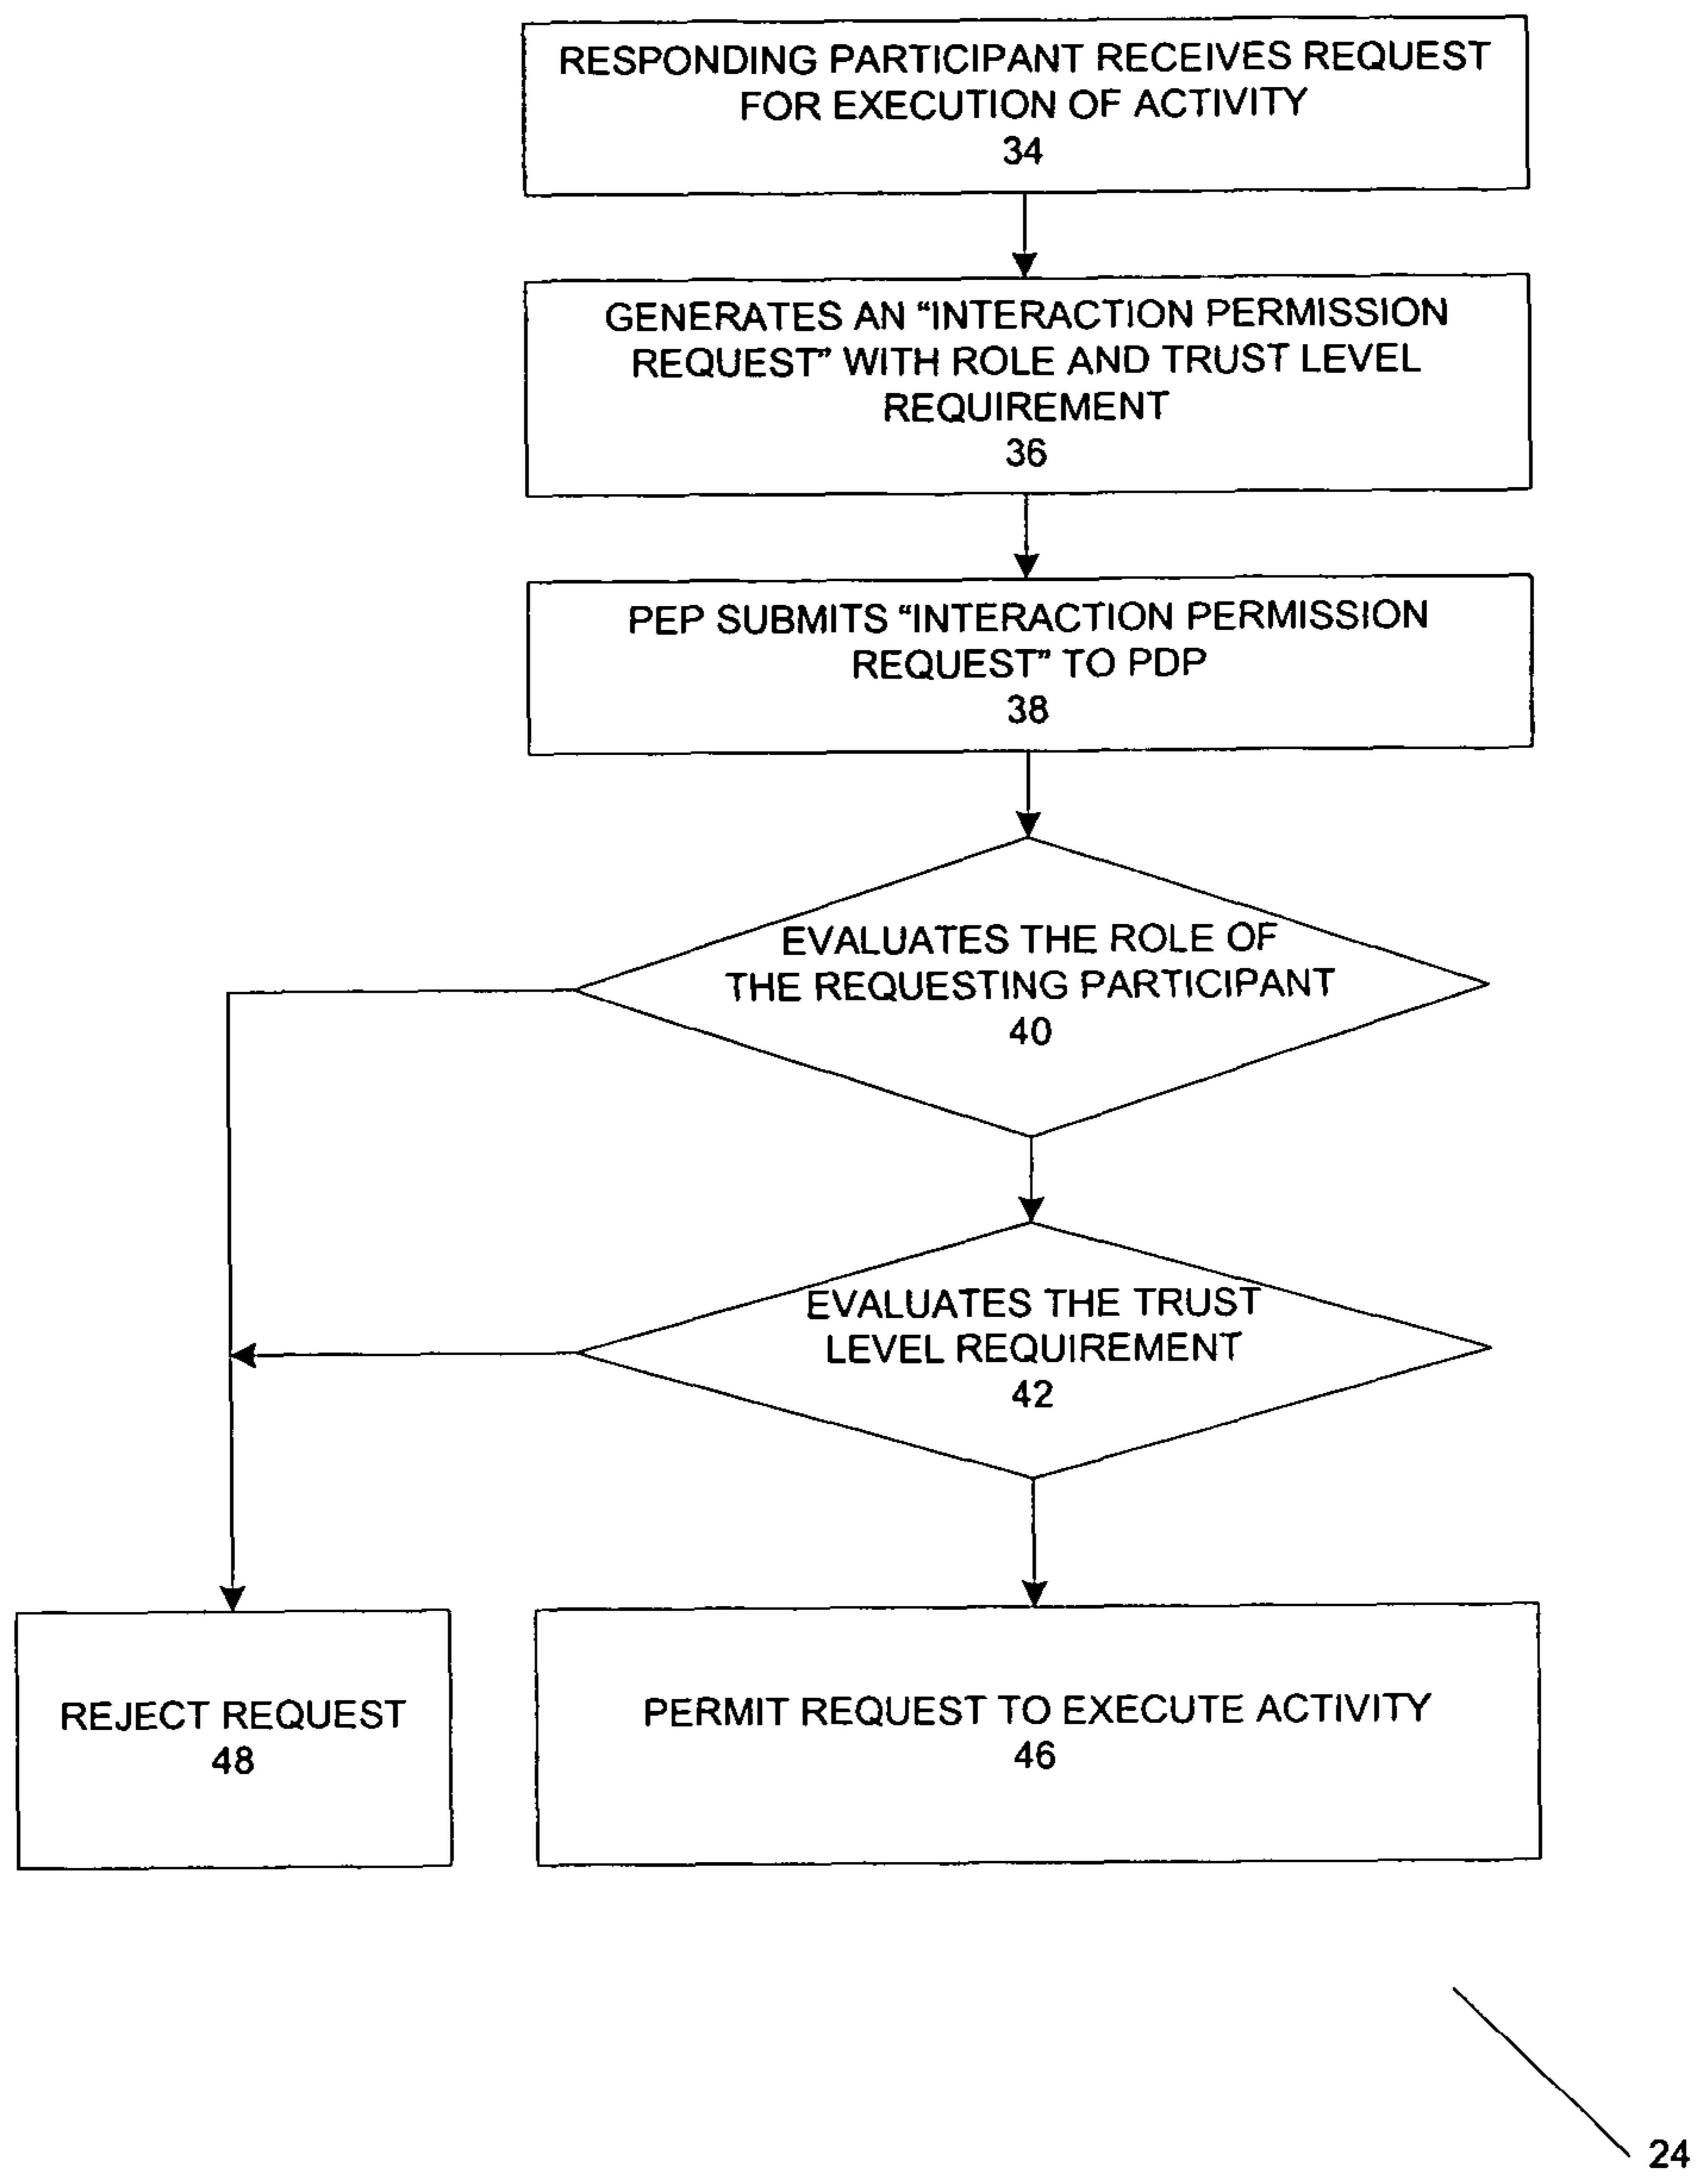 RESPONDING PARTICIPANT RECEIVES REQUEST
FOR EXECUTION OF ACTIVITY
34
GENERATES AN “INTERACTION PERMISSION
REQUEST” WITH ROLE AND TRUST LEVEL
REQUIREMENT
36
PEP SUBMITS “INTERACTION PERMISSION
REQUEST” TO PDP
38
EVALUATES THE ROLE OF
THE REQUESTING PARTICIPANT
40
EVALUATES THE TRUST
LEVEL REQUIREMENT
42
REJECT REQUEST
48
PERMIT REQUEST TO EXECUTE ACTIVITY
46
24